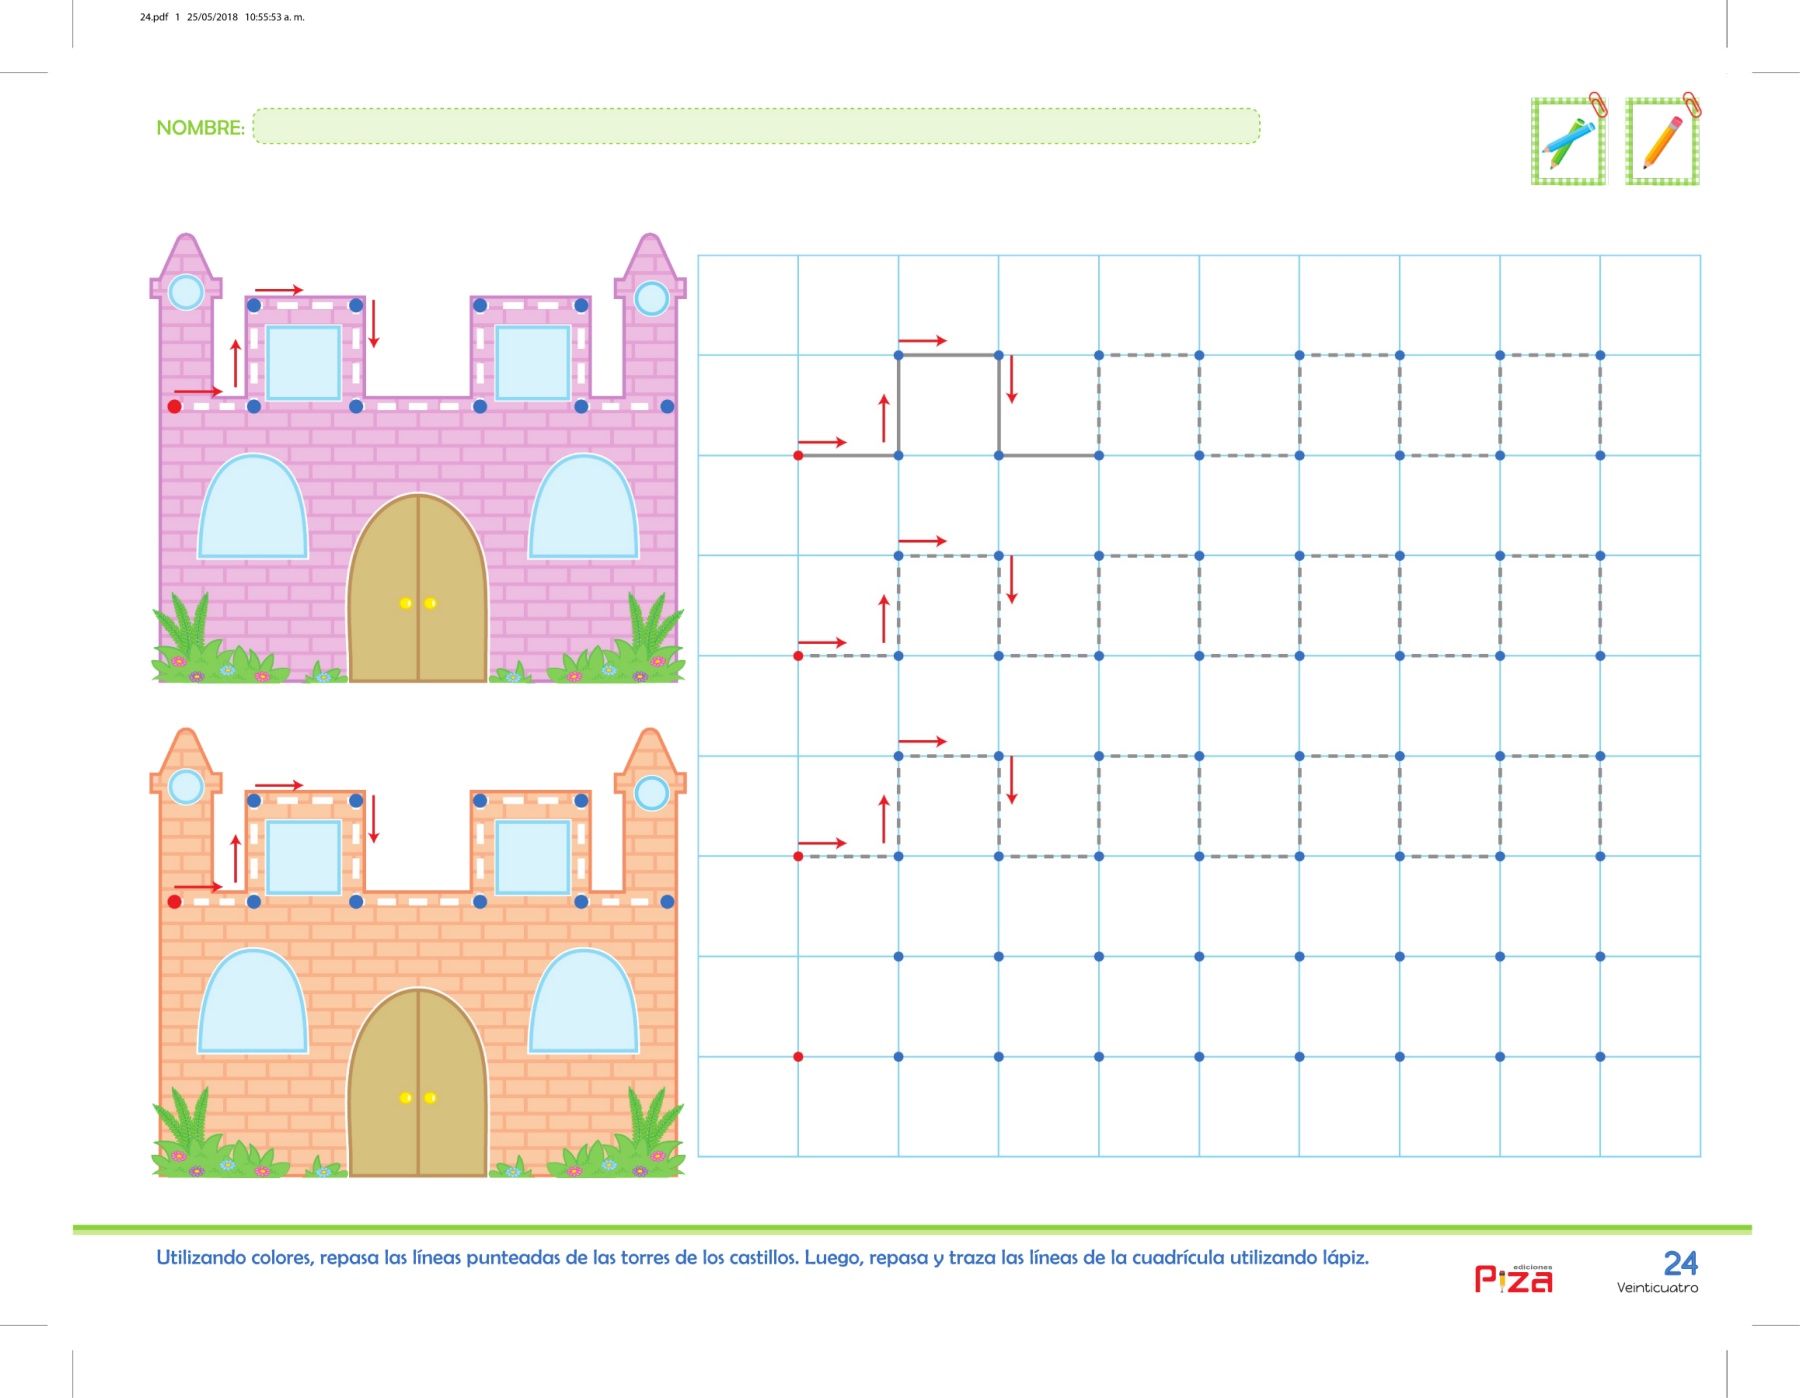 24.pdf 1 25/05/2018 10:55:53 a. m.
NOMBRE:
Utilizando colores, repasa las líneas punteadas de las torres de los castillos. Luego, repasa y traza las líneas de la cuadrícula utilizando lápiz.
ediciones
Piza
24
Veinticuatro